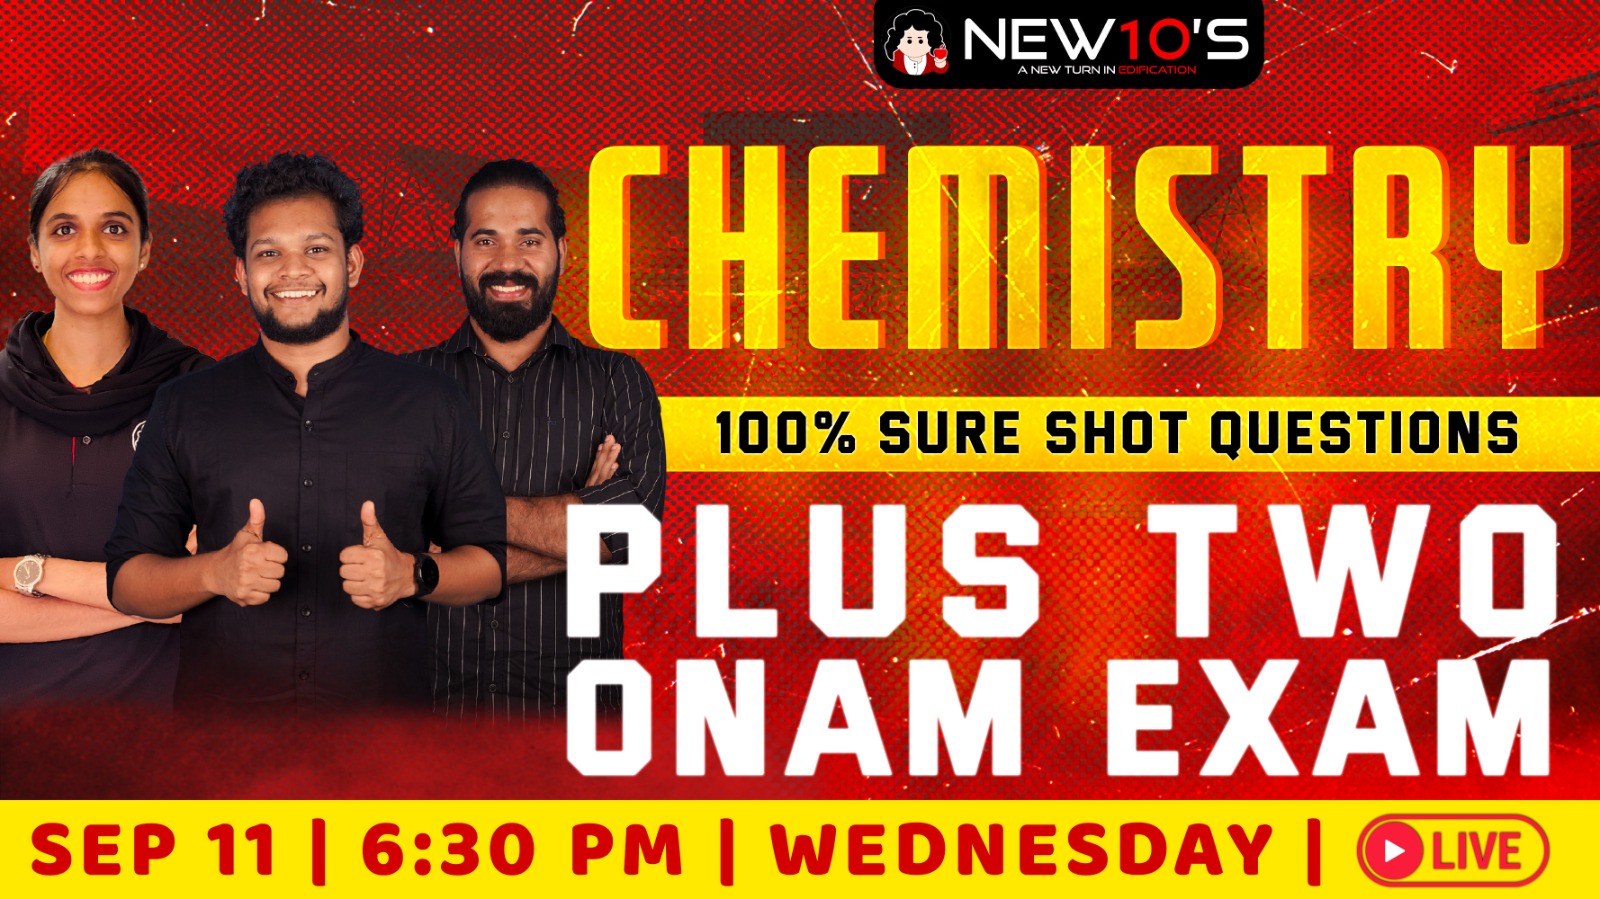 NEW10'S
A NEW TURN IN EDIFICATION
CHEMISTRY
100% SURE SHOT QUESTIONS
PLUS TWO
ONAM EXAM
SEP 11 | 6:30 PM | WEDNESDAY | LIVE